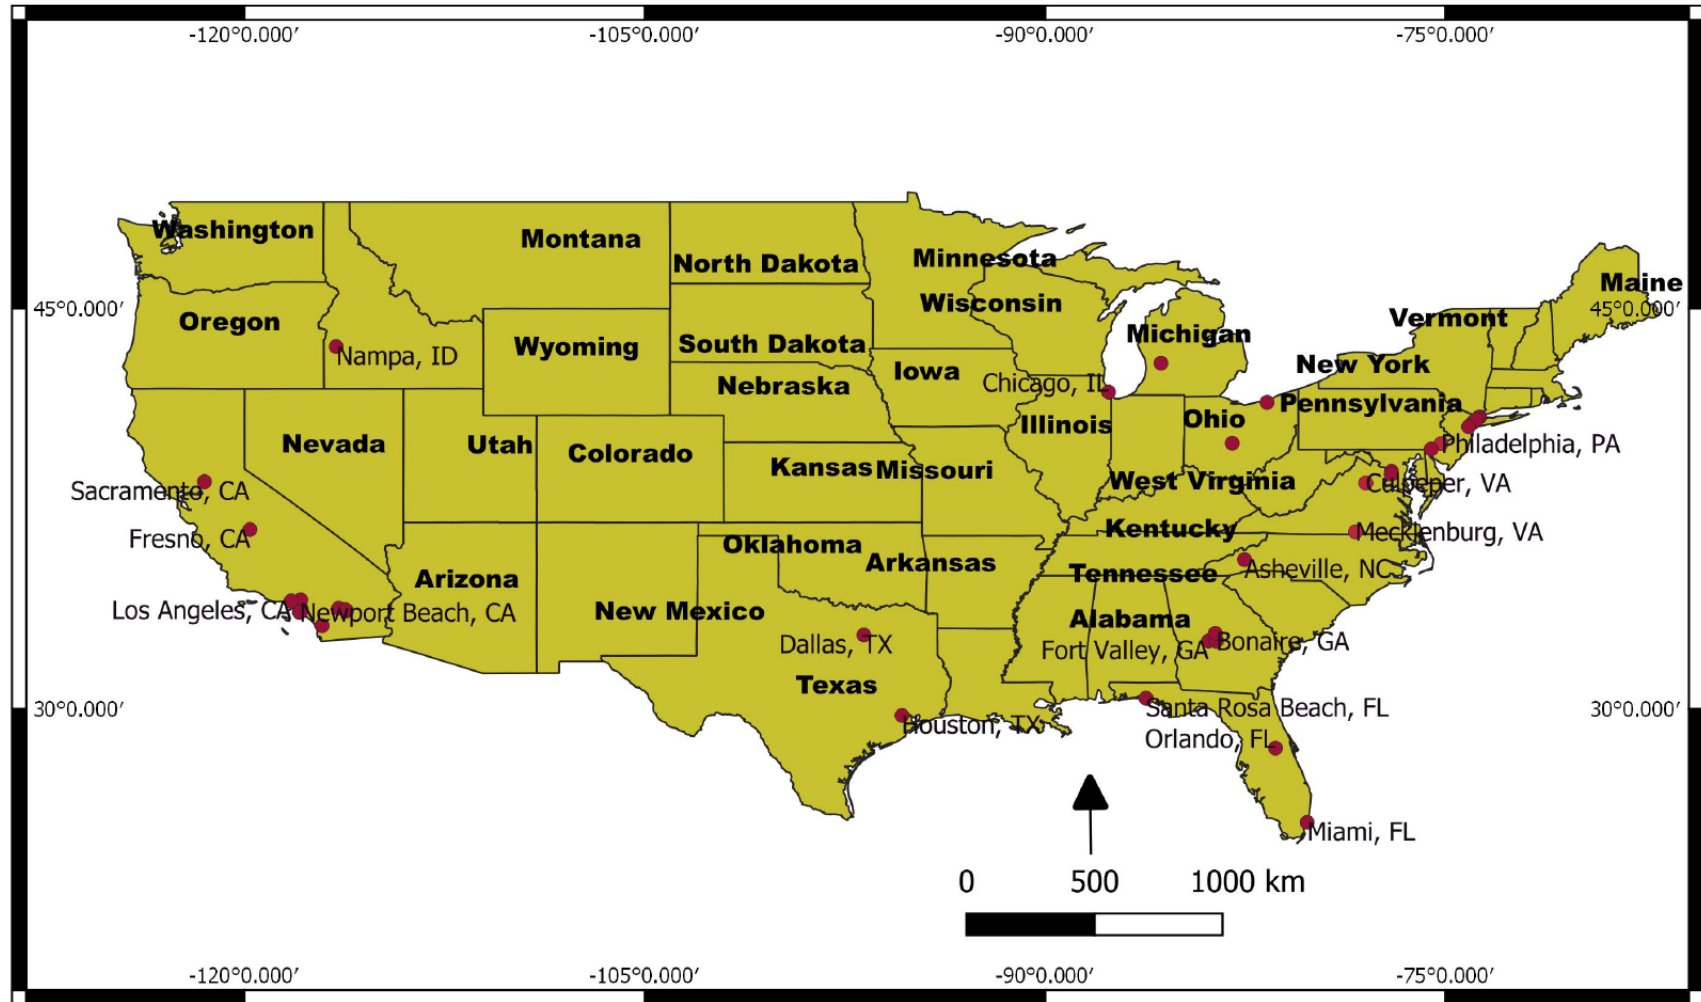 -120°0.000′
-105°0.000′
-90°0.000′
-75°0.000′
Washington
Montana
North Dakota
Minnesota
Maine
45°0.000′
45°0.000′
Oregon
Wisconsin
Vermont
Michigan
Nampa, ID
Wyoming
South Dakota
New York
Iowa
Nebraska
Chicago, IL
Pennsylvania
Illinois
Ohio
Nevada
Utah
Colorado
Philadelphia, PA
Kansas
Missouri
West Virginia
Culpeper, VA
Sacramento, CA
Kentucky
Mecklenburg, VA
Fresno, CA
Oklahoma
Arkansas
Asheville, NC
Tennessee
Arizona
New Mexico
Los Angeles, CA
Newport Beach, CA
Alabama
Dallas, TX
Fort Valley, GA
Bonaire, GA
Texas
30°0.000′
Santa Rosa Beach, FL
30°0.000′
Houston, TX
Orlando, FL
Miami, FL
0 500 1000 km
-120°0.000′
-105°0.000′
-90°0.000′
-75°0.000′